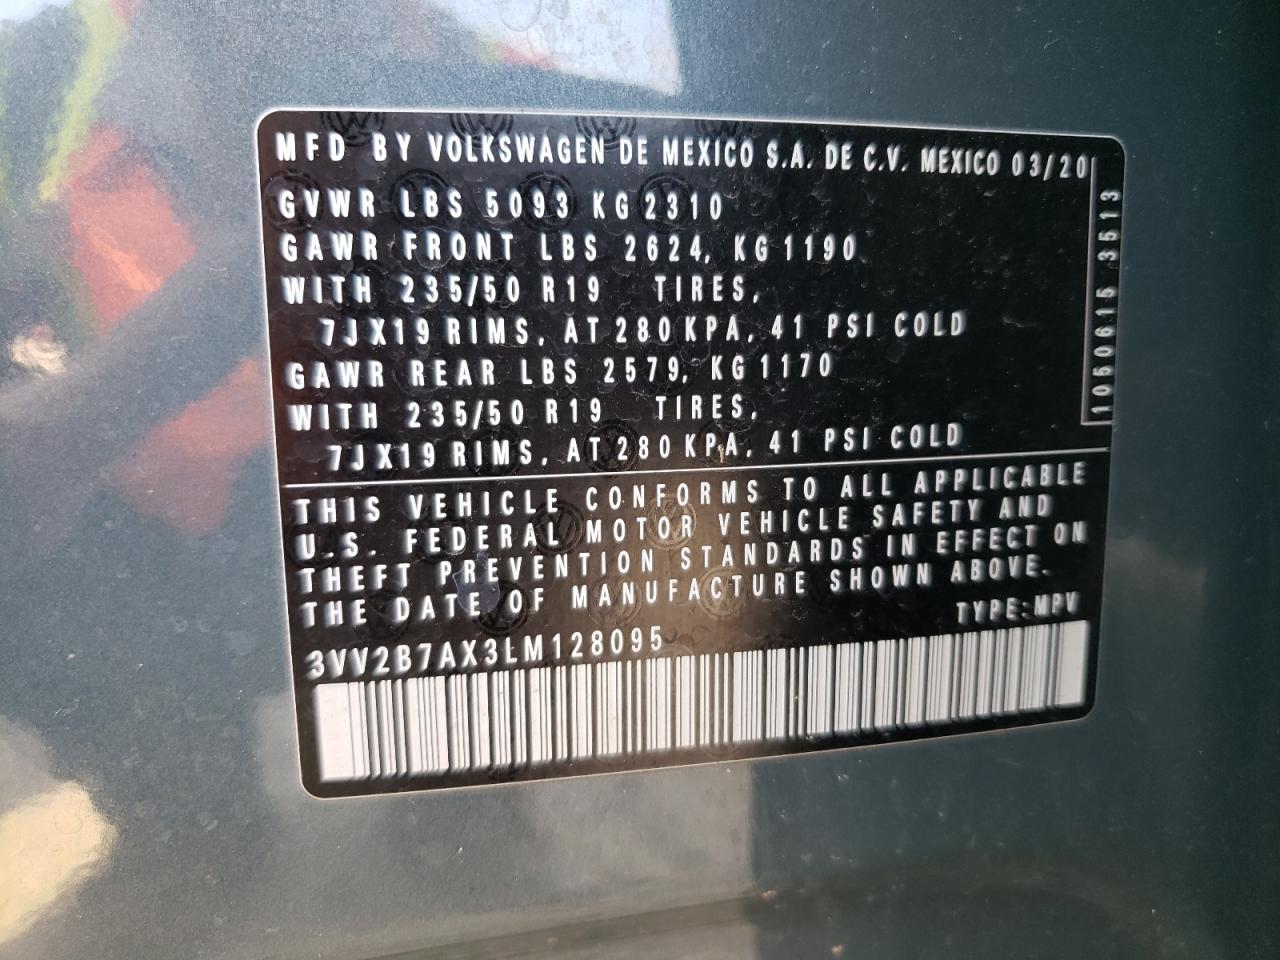 MFD BY VOLKSWAGEN DE MEXICO S.A. DE C.V. MEXICO 03/20
GVWR LBS 5093 KG 2310
GAWR FRONT LBS 2624, KG 1190
WITH 235/50 R19 TIRES,
7JX19 RIMS, AT 280 KPA, 41 PSI COLD
GAWR REAR LBS 2579, KG 1170
WITH 235/50 R19 TIRES,
7JX19 RIMS, AT 280 KPA, 41 PSI COLD
1050615 3513
THIS VEHICLE CONFORMS TO ALL APPLICABLE
U.S. FEDERAL MOTOR VEHICLE SAFETY AND
THEFT PREVENTION STANDARDS IN EFFECT ON
THE DATE OF MANUFACTURE SHOWN ABOVE.
TYPE: MPV
3VV2B7AX3LM128095